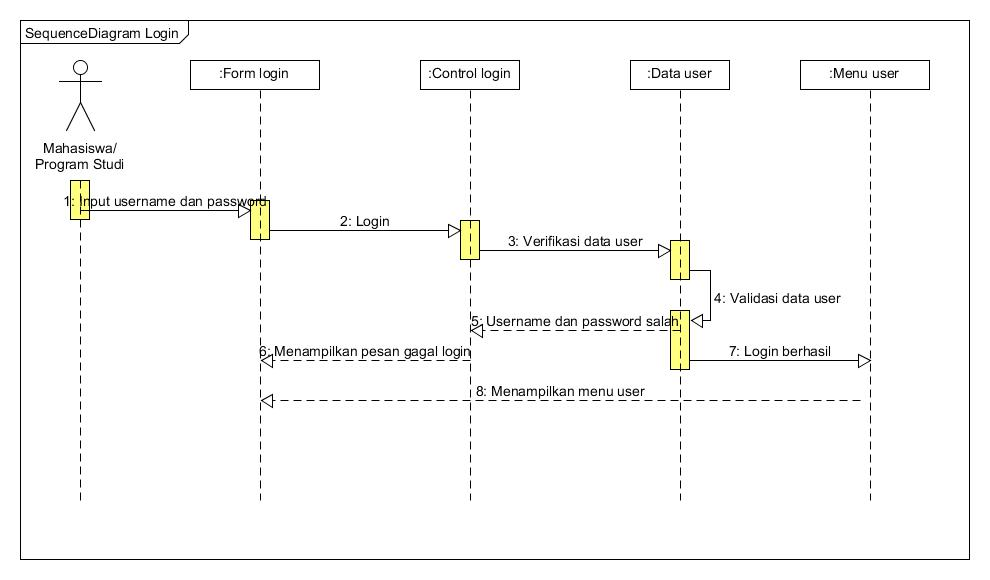 SequenceDiagram Login
:Form login
:Control login
:Data user
:Menu user
Mahasiswa/
Program Studi
1: Input username dan password
2: Login
3: Verifikasi data user
4: Validasi data user
5: Username dan password salah
6: Menampilkan pesan gagal login
7: Login berhasil
8: Menampilkan menu user